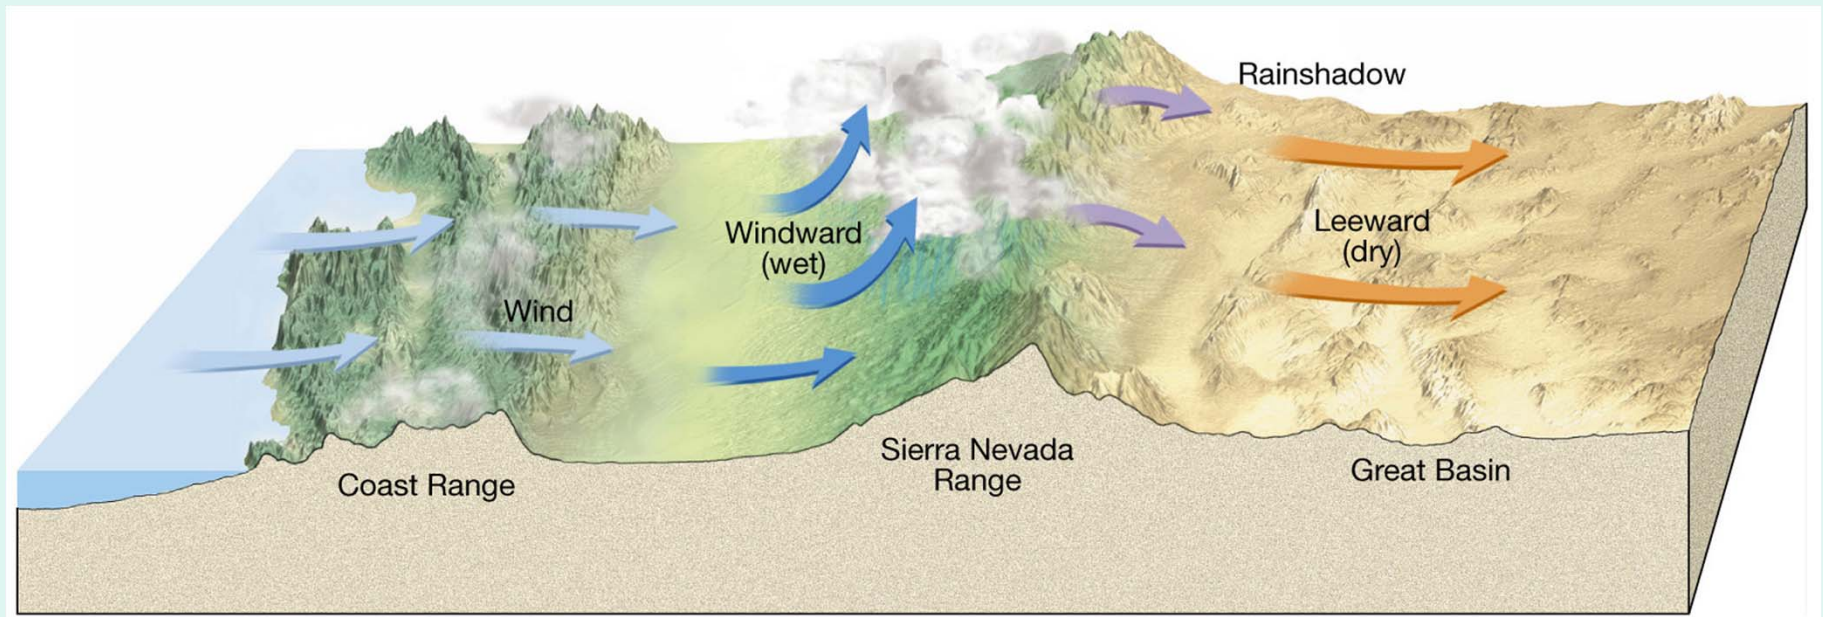 Rainshadow
Windward
(wet)
Leeward
(dry)
Wind
Coast Range
Sierra Nevada
Range
Great Basin